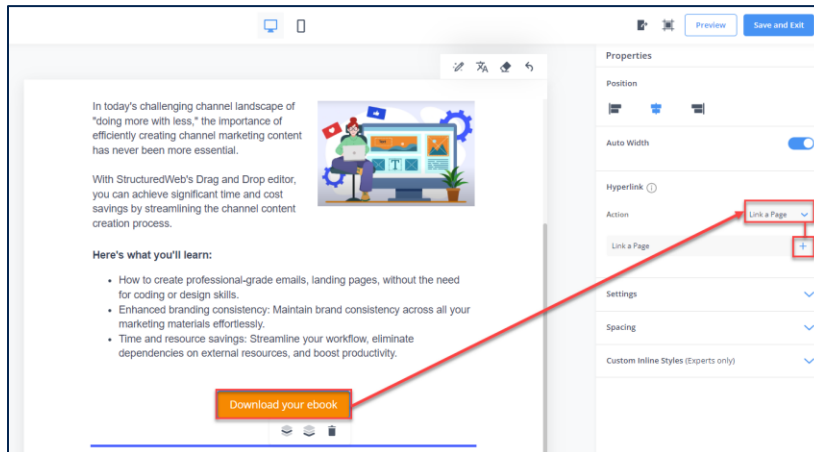 Preview
Save and Exit
Properties
Position
In today's challenging channel landscape of
"doing more with less," the importance of
efficiently creating channel marketing content
has never been more essential.
With StructuredWeb's Drag and Drop editor,
you can achieve significant time and cost
savings by streamlining the channel content
creation process.
Here's what you'll learn:
• How to create professional-grade emails, landing pages, without the need
for coding or design skills.
• Enhanced branding consistency: Maintain brand consistency across all your
marketing materials effortlessly.
• Time and resource savings: Streamline your workflow, eliminate
dependencies on external resources, and boost productivity.
Download your ebook
Auto Width
Hyperlink
Action
Link a Page
Link a Page
Settings
Spacing
Custom Inline Styles (Experts only)